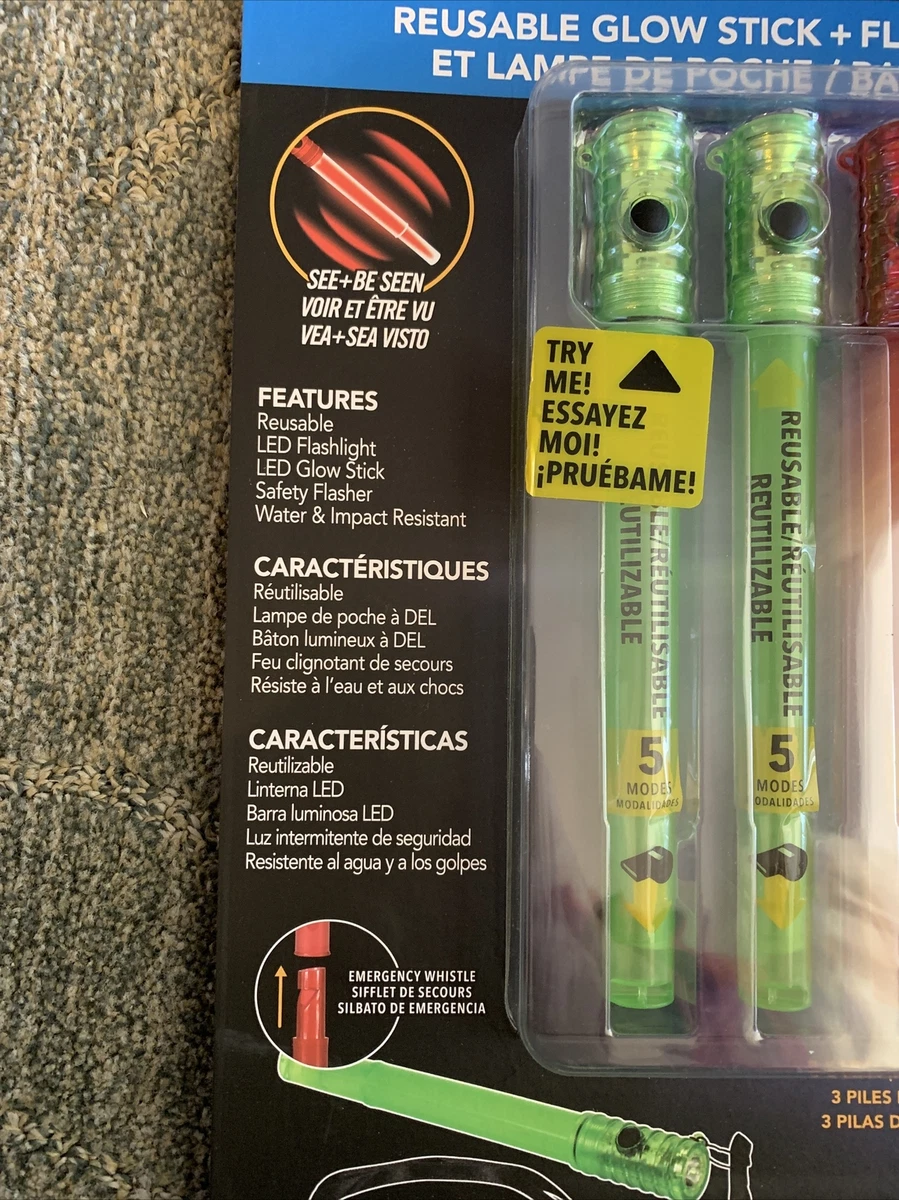 REUSABLE GLOW STICK + FL
ET LAMPE DE POCHE / BA
SEE+BE SEEN
VOIR ET ÊTRE VU
VEA+SEA VISTO
FEATURES
Reusable
LED Flashlight
LED Glow Stick
Safety Flasher
Water & Impact Resistant
CARACTÉRISTIQUES
Réutilisable
Lampe de poche à DEL
Bâton lumineux à DEL
Feu clignotant de secours
Résiste à l'eau et aux chocs
CARACTERÍSTICAS
Reutilizable
Linterna LED
Barra luminosa LED
Luz intermitente de seguridad
Resistente al agua y a los golpes
EMERGENCY WHISTLE
SIFFLET DE SECOURS
SILBATO DE EMERGENCIA
TRY
ME!
ESSAYEZ
MOI!
¡PRUÉBAME!
LE/RÉUTILISABLE
UTILIZABLE
5
MODES
MODALIDADES
REUSABLE/RÉUTILISABLE
REUTILIZABLE
5
MODES
ODALIDADES
3 PILES
3 PILAS D